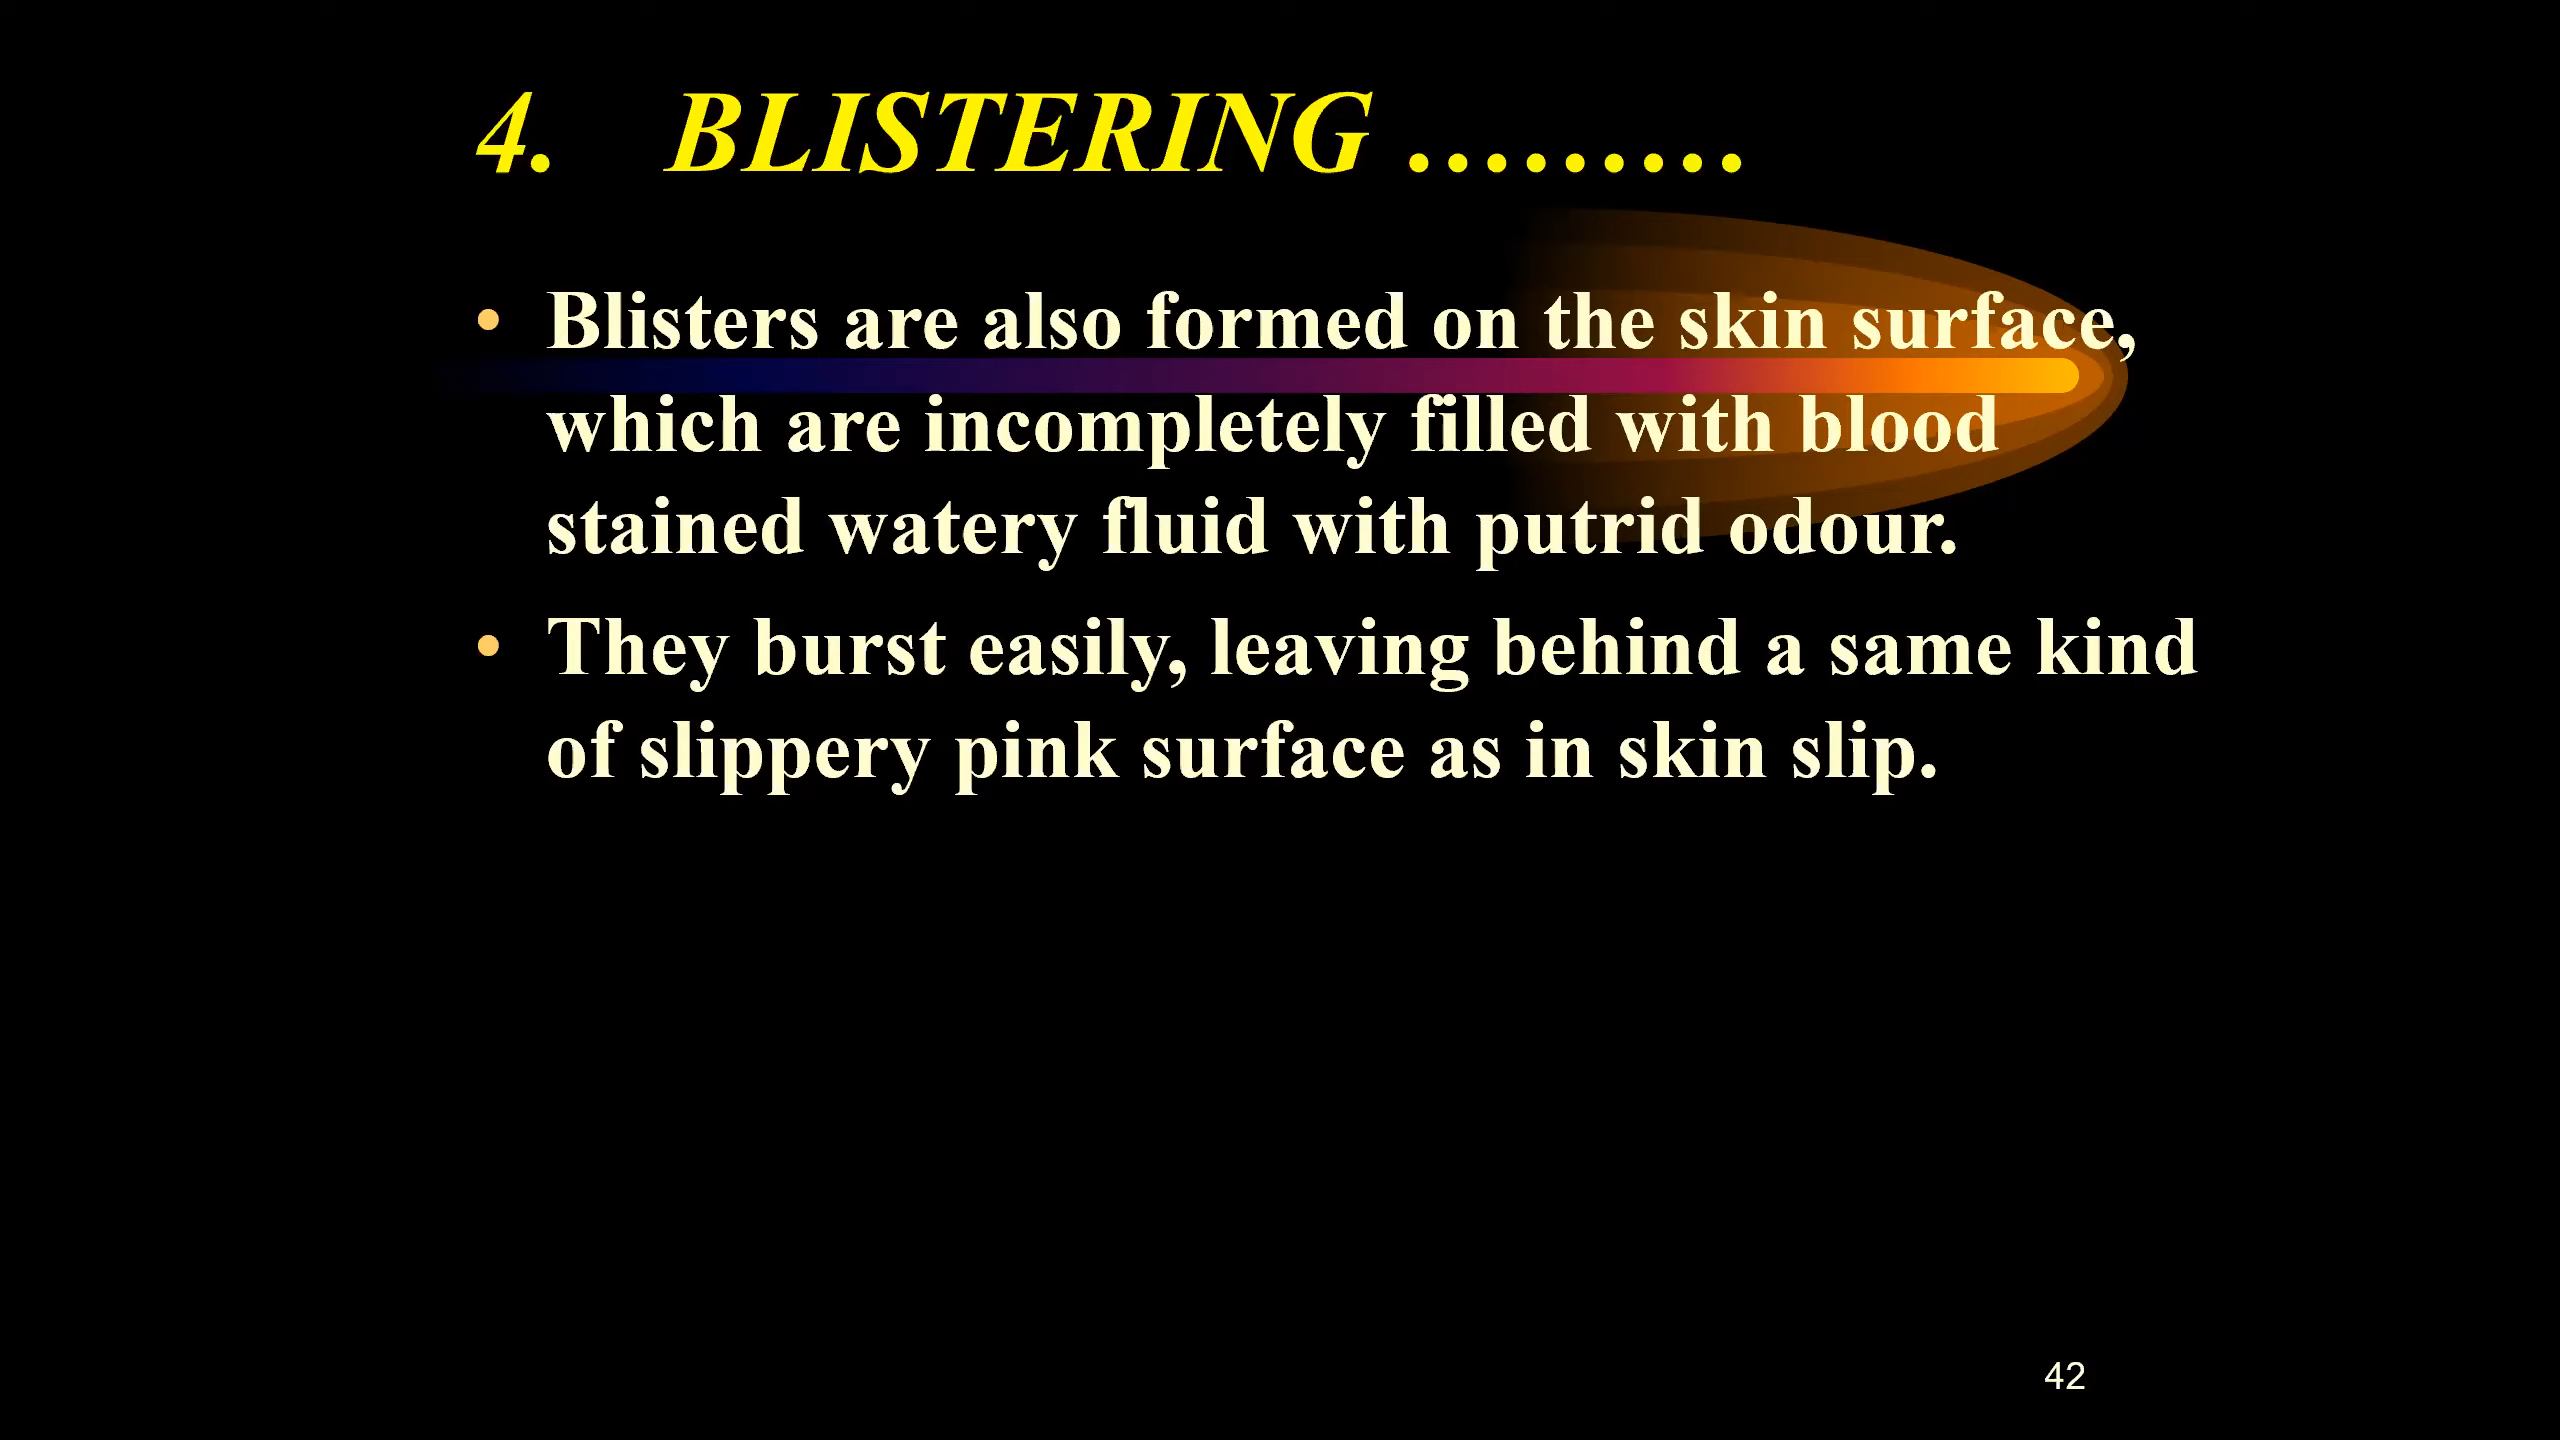 4. BLISTERING ………
• Blisters are also formed on the skin surface,
which are incompletely filled with blood
stained watery fluid with putrid odour.
• They burst easily, leaving behind a same kind
of slippery pink surface as in skin slip.
42